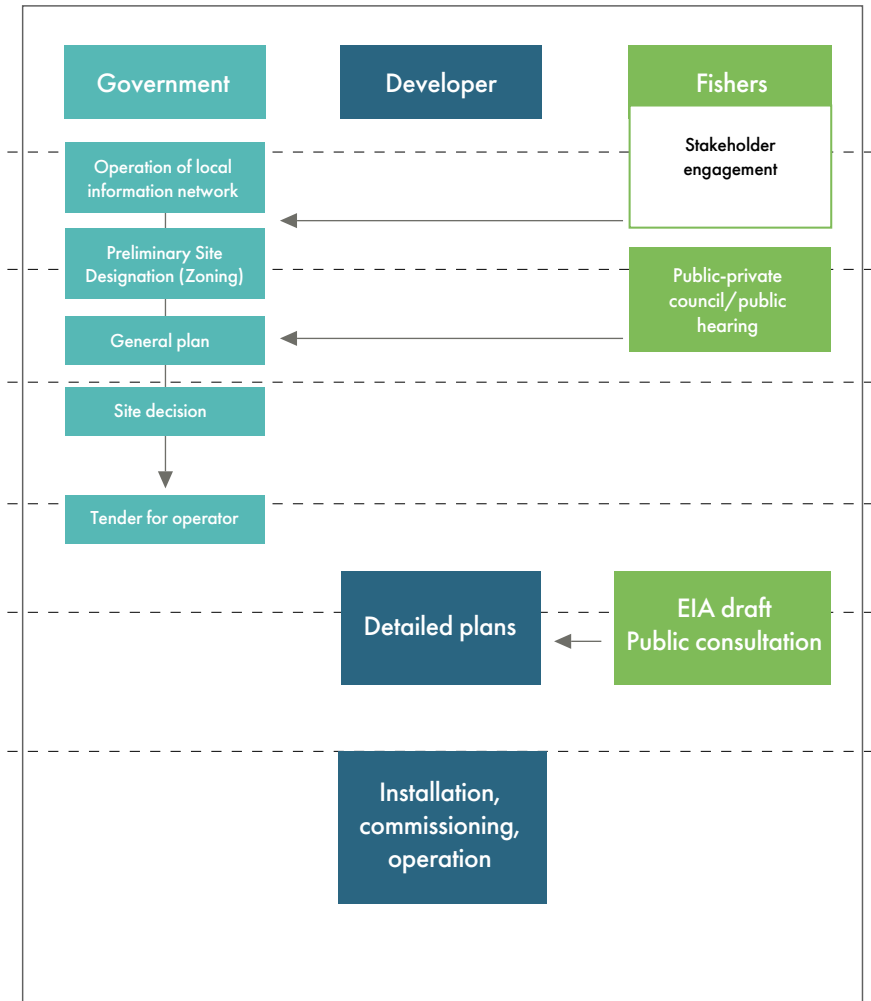 Government
Developer
Fishers
Stakeholder
engagement
Operation of local
information network
Preliminary Site
Designation (Zoning)
Public-private
council/public
hearing
General plan
Site decision
Tender for operator
Detailed plans
EIA draft
Public consultation
Installation,
commissioning,
operation